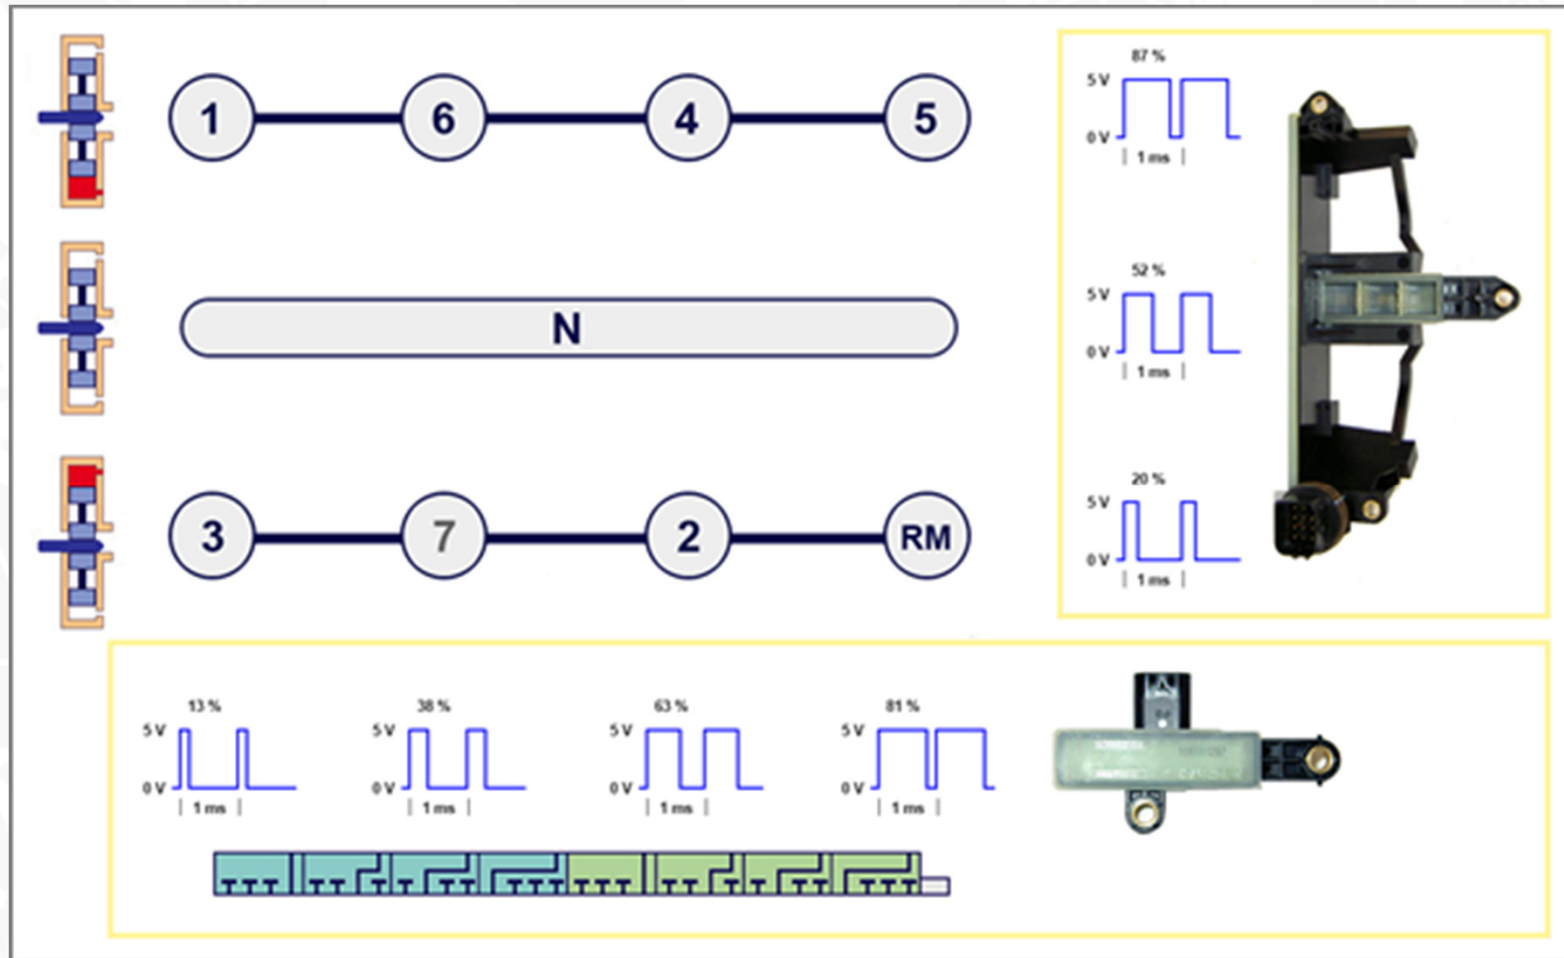 1 6 4 5
N
3 7 2 RM
87 %
5 V
0 V
1 ms
52 %
5 V
0 V
1 ms
20 %
5 V
0 V
1 ms
13 % 38 % 63 % 81 %
5 V 5 V 5 V 5 V
0 V 0 V 0 V 0 V
1 ms 1 ms 1 ms 1 ms